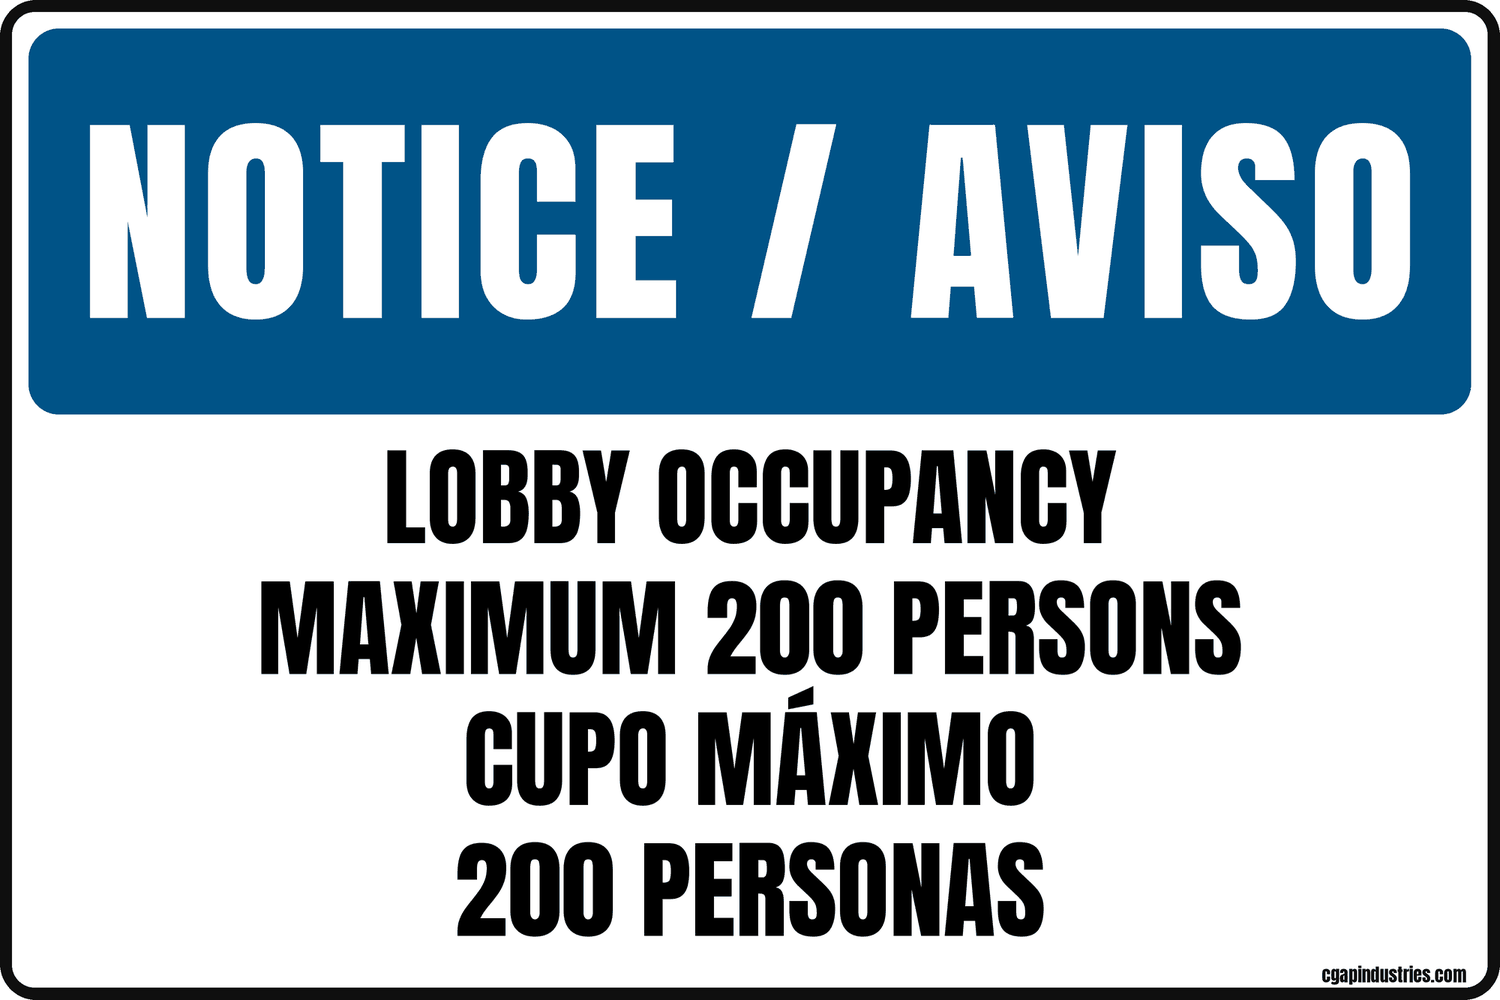 NOTICE / AVISO
LOBBY OCCUPANCY
MAXIMUM 200 PERSONS
CUPO MÁXIMO
200 PERSONAS
cgapindustries.com